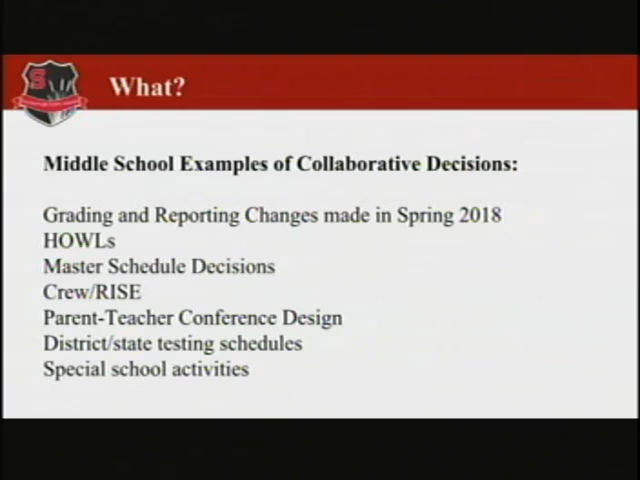 S
What?
Middle School Examples of Collaborative Decisions:
Grading and Reporting Changes made in Spring 2018
HOWLs
Master Schedule Decisions
Crew/RISE
Parent-Teacher Conference Design
District/state testing schedules
Special school activities